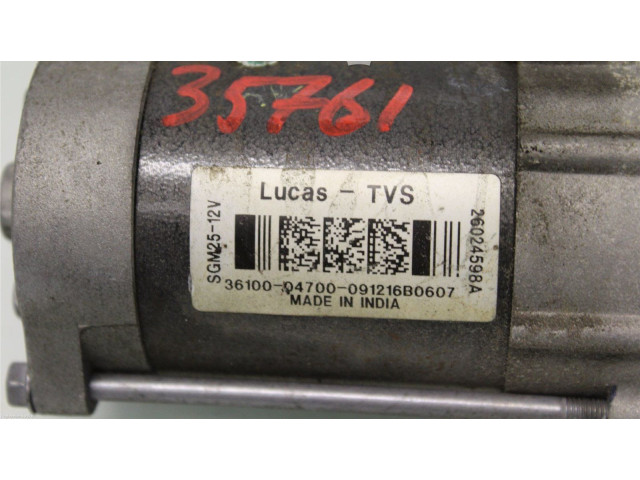 35761
Lucas - TVS
SGM25-12V
26024598A
36100-04700-091216B0607
MADE IN INDIA